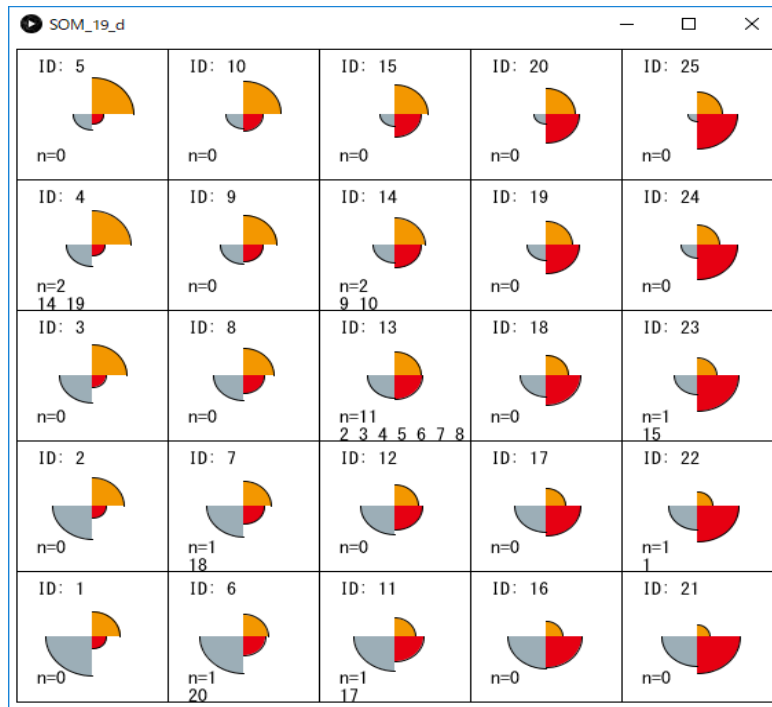 SOM_19_d
ID: 5
n=0
ID: 10
n=0
ID: 15
n=0
ID: 20
n=0
ID: 25
n=0
ID: 4
n=2
14 19
ID: 9
n=0
ID: 14
n=2
9 10
ID: 19
n=0
ID: 24
n=0
ID: 3
n=0
ID: 8
n=0
ID: 13
n=11
2 3 4 5 6 7 8
ID: 18
n=0
ID: 23
n=1
15
ID: 2
n=0
ID: 7
n=1
18
ID: 12
n=0
ID: 17
n=0
ID: 22
n=1
1
ID: 1
n=0
ID: 6
n=1
20
ID: 11
n=1
17
ID: 16
n=0
ID: 21
n=0